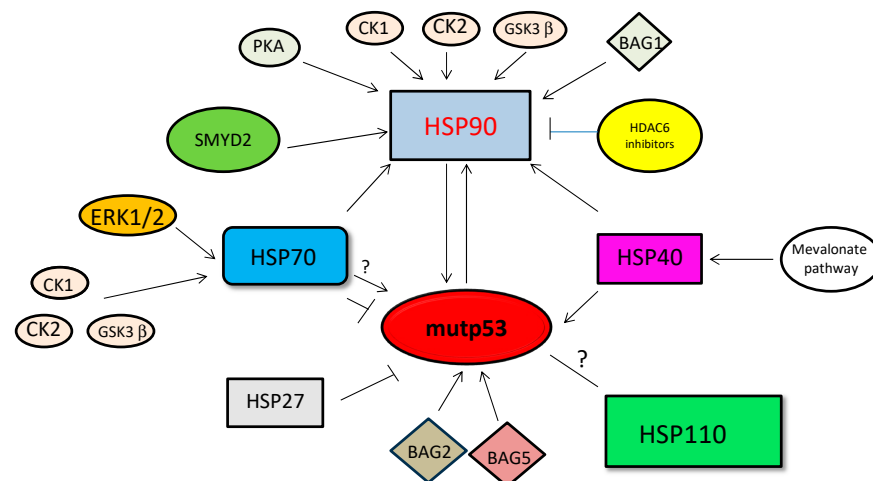 CK1
CK2
GSK3 β
PKA
BAG1
HSP90
SMYD2
HDAC6
inhibitors
ERK1/2
HSP70
?
HSP40
Mevalonate
pathway
CK1
CK2
GSK3 β
mutp53
?
HSP27
HSP110
BAG2
BAG5